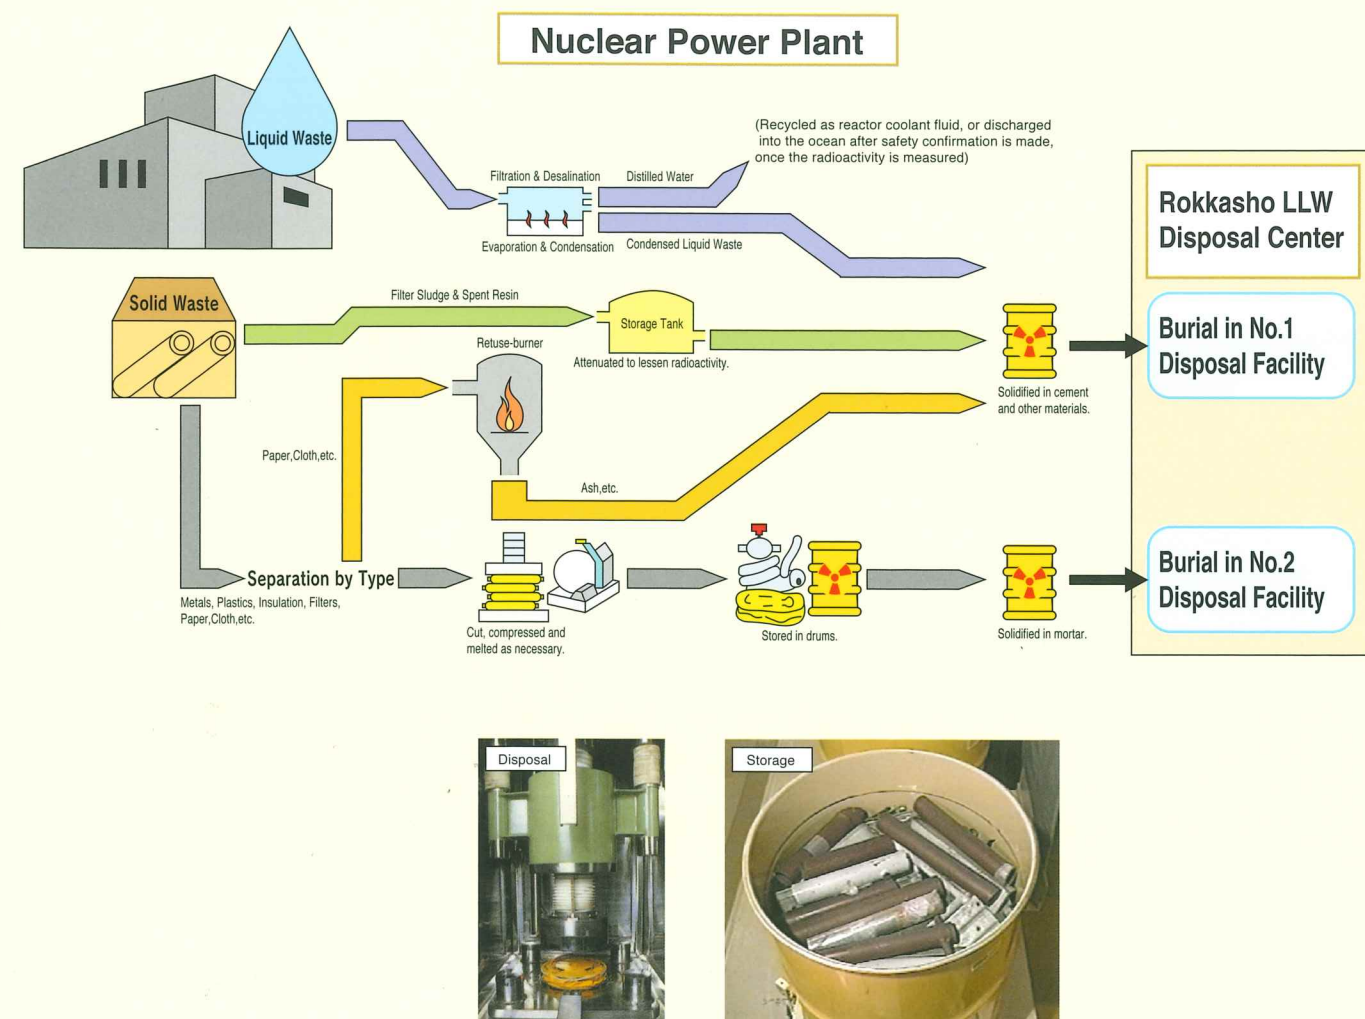 Nuclear Power Plant
Liquid Waste
(Recycled as reactor coolant fluid, or discharged
into the ocean after safety confirmation is made,
once the radioactivity is measured)
Filtration & Desalination
Distilled Water
Evaporation & Condensation
Condensed Liquid Waste
Rokkasho LLW
Disposal Center
Solid Waste
Filter Sludge & Spent Resin
Storage Tank
Attenuated to lessen radioactivity.
Retuse-burner
Solidified in cement
and other materials.
Burial in No.1
Disposal Facility
Paper,Cloth,etc.
Ash,etc.
Separation by Type
Metals, Plastics, Insulation, Filters,
Paper,Cloth,etc.
Cut, compressed and
melted as necessary.
Stored in drums.
Solidified in mortar.
Burial in No.2
Disposal Facility
Disposal
Storage